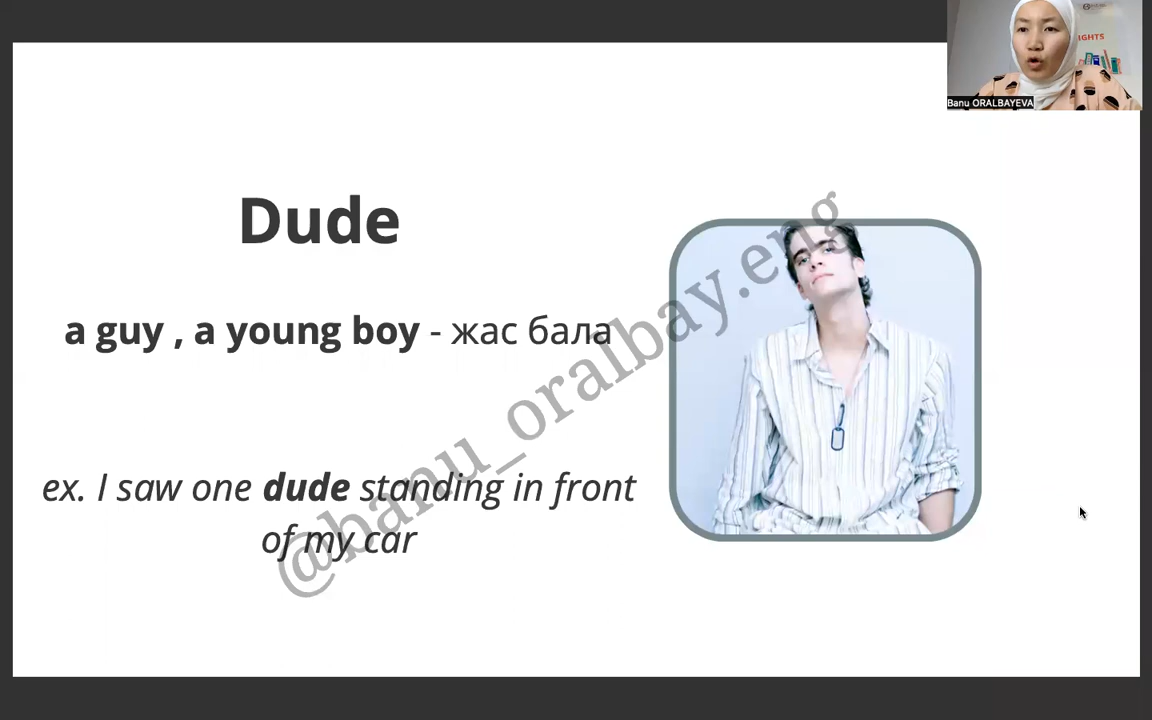 IGHTS
Banu ORALBAYEVA
Dude
a guy , a young boy - жас бала
ex. I saw one dude standing in front
of my car
@banu_oralbay.eng